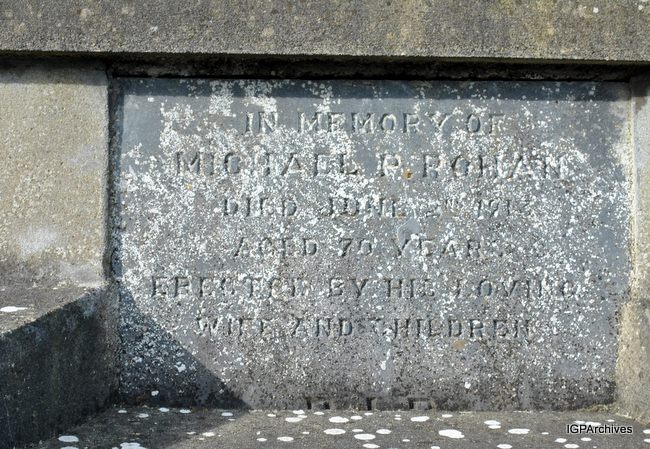 IN MEMORY OF
MICHAEL P. ROHAN
DIED JUNE
AGED 70 YEARS
ERECTED BY HIS LOVING
WIFE AND CHILDREN
IGPArchives